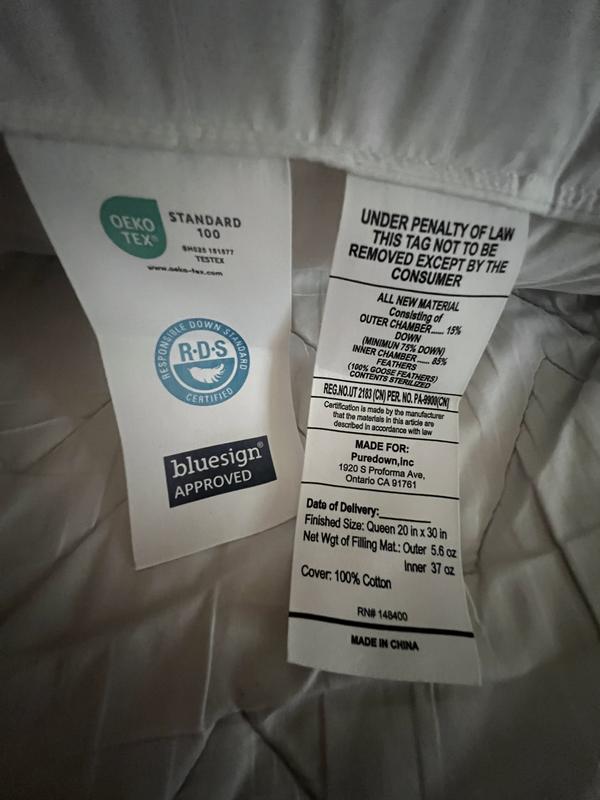 OEKO
TEX®
STANDARD
100
SH025 151577
TESTEX
www.oeko-tex.com
RESPONSIBLE DOWN STANDARD
R·D·S
CERTIFIED
bluesign®
APPROVED
UNDER PENALTY OF LAW
THIS TAG NOT TO BE
REMOVED EXCEPT BY THE
CONSUMER
ALL NEW MATERIAL
Consisting of
OUTER CHAMBER...... 15%
DOWN
(MINIMUN 75% DOWN)
INNER CHAMBER...... 85%
FEATHERS
(100% GOOSE FEATHERS)
CONTENTS STERILIZED
REG.NO.UT 2183 (CN) PER. NO. PA-9908(CN)
Certification is made by the manufacturer
that the materials in this article are
described in accordance with law
MADE FOR:
Puredown,Inc
1920 S Proforma Ave,
Ontario CA 91761
Date of Delivery:________
Finished Size: Queen 20 in x 30 in
Net Wgt of Filling Mat.: Outer 5.6 oz
Inner 37 oz
Cover: 100% Cotton
RN# 148400
MADE IN CHINA